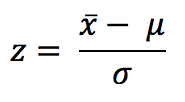 z = (x̄ − μ) / σ